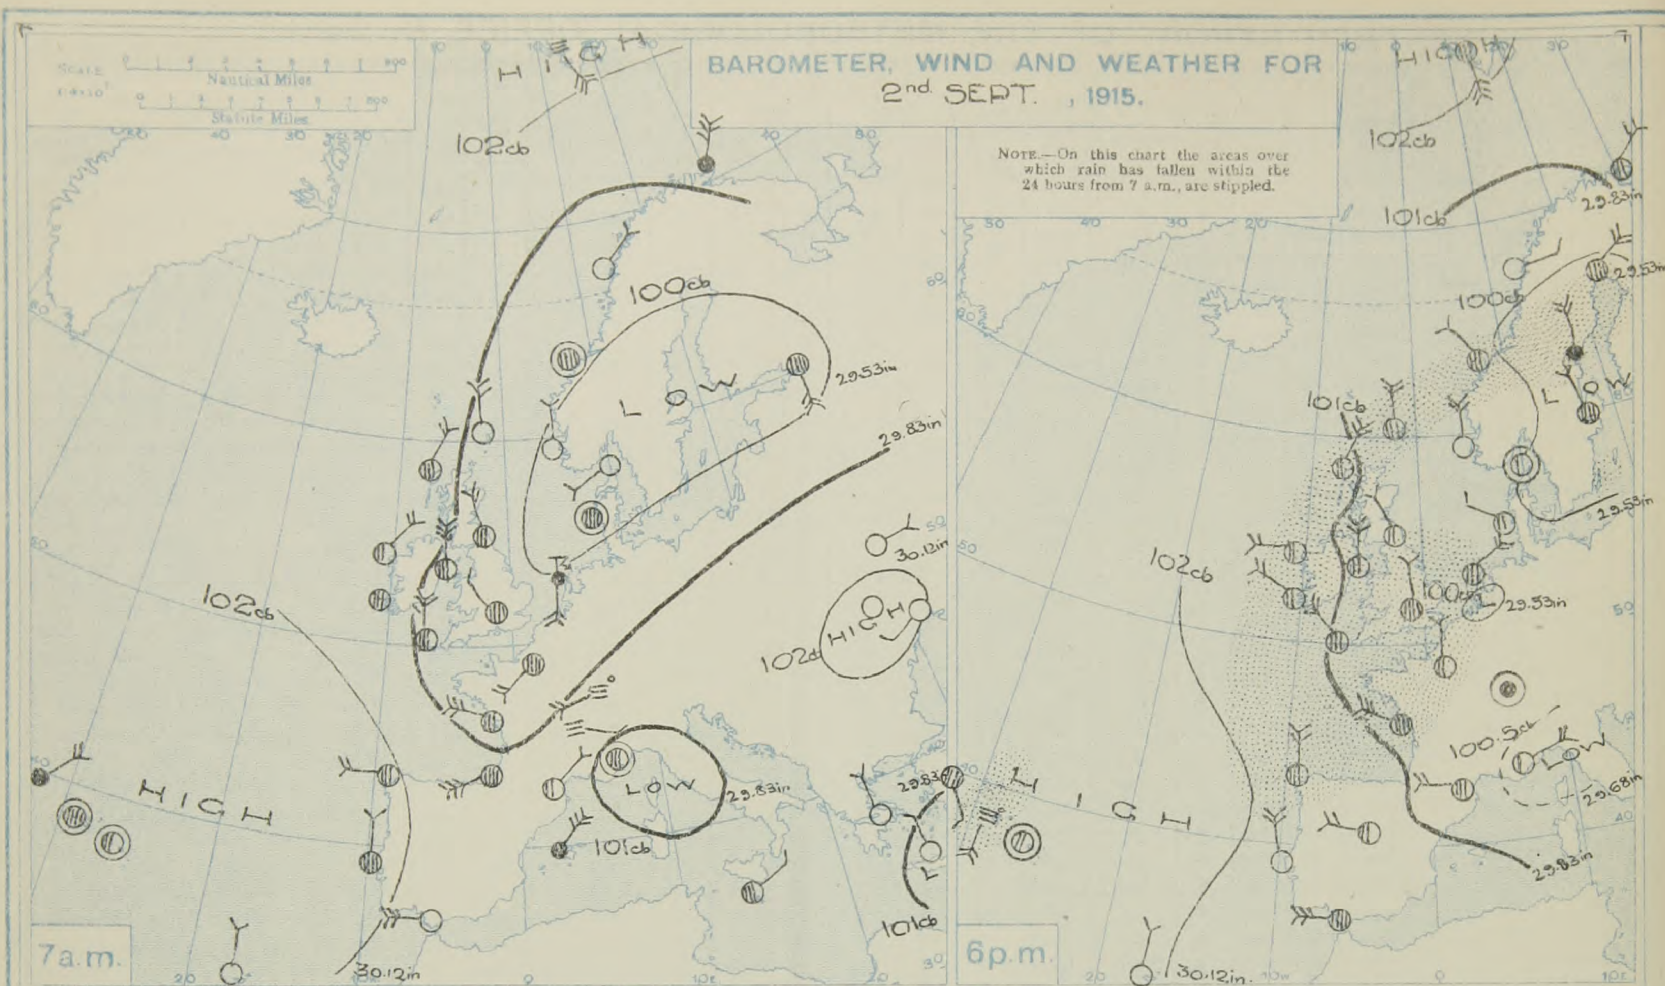 SCALE
Nautical Miles
Statute Miles
BAROMETER, WIND AND WEATHER FOR
2nd SEPT. , 1915.
NOTE.—On this chart the areas over
which rain has fallen within the
24 hours from 7 a.m., are stippled.
HIGH
102cb
100cb
LOW
29.53in
29.83in
30.12in
HIGH
102cb
102cb
HIGH
LOW
29.83in
101cb
29.83
L
101cb
30.12in
7a.m.
HIGH
102cb
101cb
29.83in
29.53in
100cb
LOW
101cb
29.53in
102cb
100cb
L
29.53in
100.5cb
LOW
29.68in
HIGH
29.83in
30.12in.
6p.m.